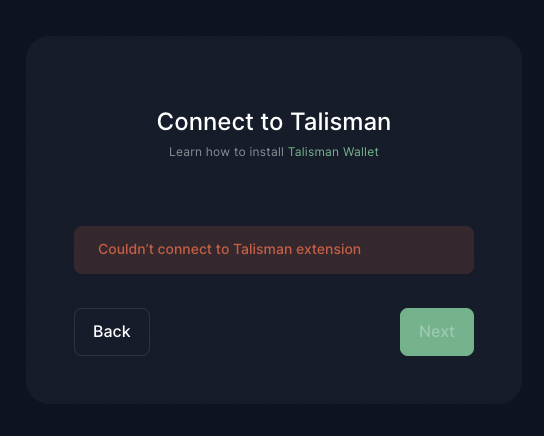 Connect to Talisman
Learn how to install Talisman Wallet
Couldn’t connect to Talisman extension
Back
Next